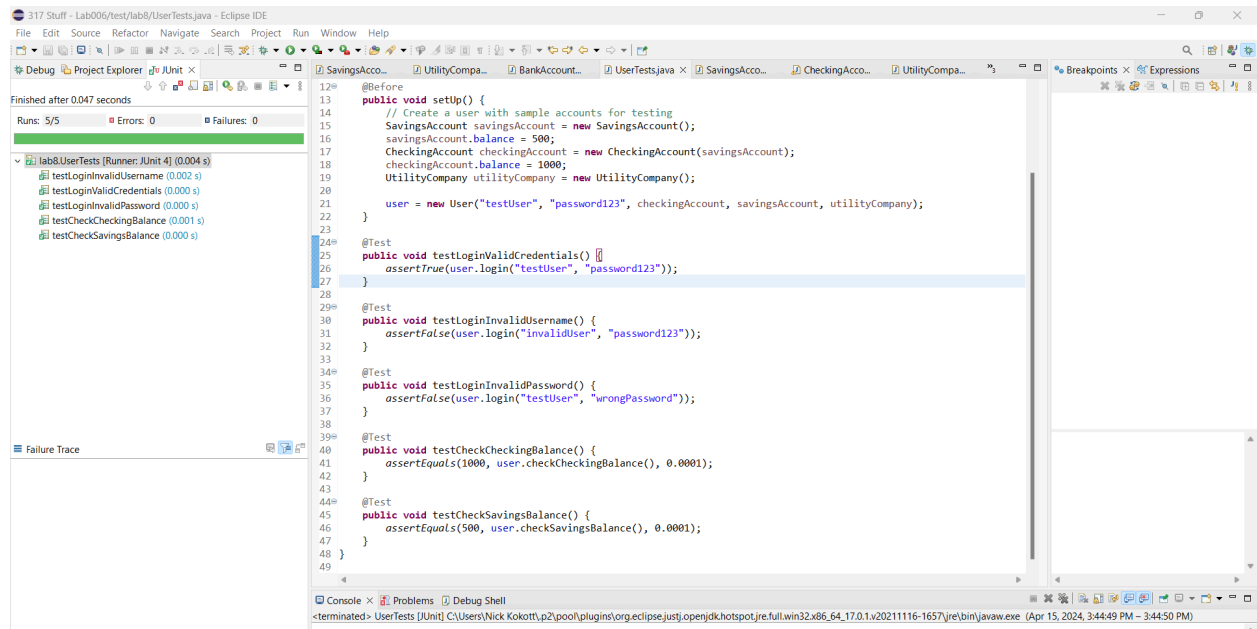 317 Stuff - Lab006/test/lab8/UserTests.java - Eclipse IDE
File Edit Source Refactor Navigate Search Project Run Window Help
Debug Project Explorer JUnit
Finished after 0.047 seconds
Runs: 5/5 Errors: 0 Failures: 0
lab8.UserTests [Runner: JUnit 4] (0.004 s)
testLoginInvalidUsername (0.002 s)
testLoginValidCredentials (0.000 s)
testLoginInvalidPassword (0.000 s)
testCheckCheckingBalance (0.001 s)
testCheckSavingsBalance (0.000 s)
Failure Trace
SavingsAcco... UtilityCompa... BankAccount... UserTests.java SavingsAcco... CheckingAcco... UtilityCompa... »3
12 @Before
13 public void setUp() {
14 // Create a user with sample accounts for testing
15 SavingsAccount savingsAccount = new SavingsAccount();
16 savingsAccount.balance = 500;
17 CheckingAccount checkingAccount = new CheckingAccount(savingsAccount);
18 checkingAccount.balance = 1000;
19 UtilityCompany utilityCompany = new UtilityCompany();
20
21 user = new User("testUser", "password123", checkingAccount, savingsAccount, utilityCompany);
22 }
23
24 @Test
25 public void testLoginValidCredentials() {
26 assertTrue(user.login("testUser", "password123"));
27 }
28
29 @Test
30 public void testLoginInvalidUsername() {
31 assertFalse(user.login("invalidUser", "password123"));
32 }
33
34 @Test
35 public void testLoginInvalidPassword() {
36 assertFalse(user.login("testUser", "wrongPassword"));
37 }
38
39 @Test
40 public void testCheckCheckingBalance() {
41 assertEquals(1000, user.checkCheckingBalance(), 0.0001);
42 }
43
44 @Test
45 public void testCheckSavingsBalance() {
46 assertEquals(500, user.checkSavingsBalance(), 0.0001);
47 }
48 }
49
Breakpoints Expressions
Console Problems Debug Shell
<terminated> UserTests [JUnit] C:\Users\Nick Kokott\.p2\pool\plugins\org.eclipse.justj.openjdk.hotspot.jre.full.win32.x86_64_17.0.1.v20211116-1657\jre\bin\javaw.exe (Apr 15, 2024, 3:44:49 PM – 3:44:50 PM)